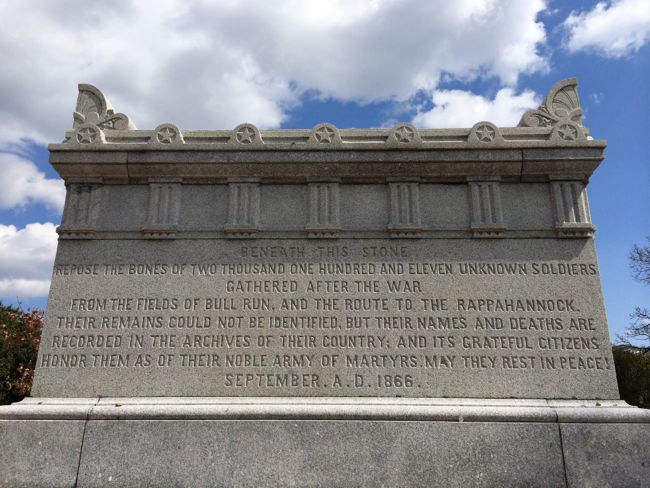 BENEATH THIS STONE
REPOSE THE BONES OF TWO THOUSAND ONE HUNDRED AND ELEVEN UNKNOWN SOLDIERS
GATHERED AFTER THE WAR
FROM THE FIELDS OF BULL RUN, AND THE ROUTE TO THE RAPPAHANNOCK.
THEIR REMAINS COULD NOT BE IDENTIFIED, BUT THEIR NAMES AND DEATHS ARE
RECORDED IN THE ARCHIVES OF THEIR COUNTRY; AND ITS GRATEFUL CITIZENS
HONOR THEM AS OF THEIR NOBLE ARMY OF MARTYRS. MAY THEY REST IN PEACE!
SEPTEMBER, A. D. 1866.